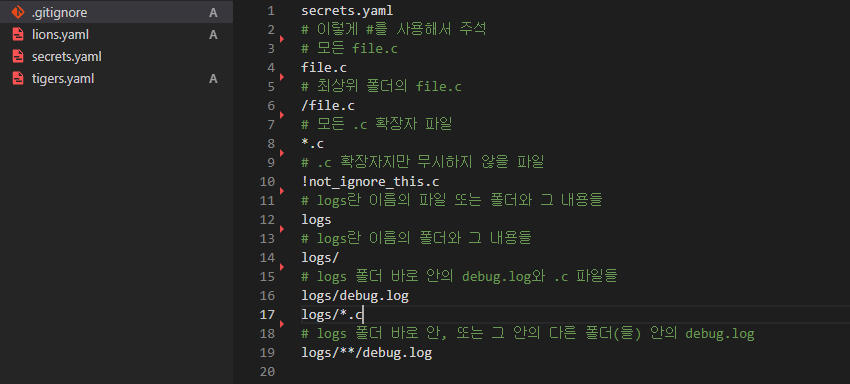 .gitignore A
lions.yaml A
secrets.yaml
tigers.yaml A
1 secrets.yaml
2 # 이렇게 #를 사용해서 주석
3 # 모든 file.c
4 file.c
5 # 최상위 폴더의 file.c
6 /file.c
7 # 모든 .c 확장자 파일
8 *.c
9 # .c 확장자지만 무시하지 않을 파일
10 !not_ignore_this.c
11 # logs란 이름의 파일 또는 폴더와 그 내용들
12 logs
13 # logs란 이름의 폴더와 그 내용들
14 logs/
15 # logs 폴더 바로 안의 debug.log와 .c 파일들
16 logs/debug.log
17 logs/*.c
18 # logs 폴더 바로 안, 또는 그 안의 다른 폴더(들) 안의 debug.log
19 logs/**/debug.log
20